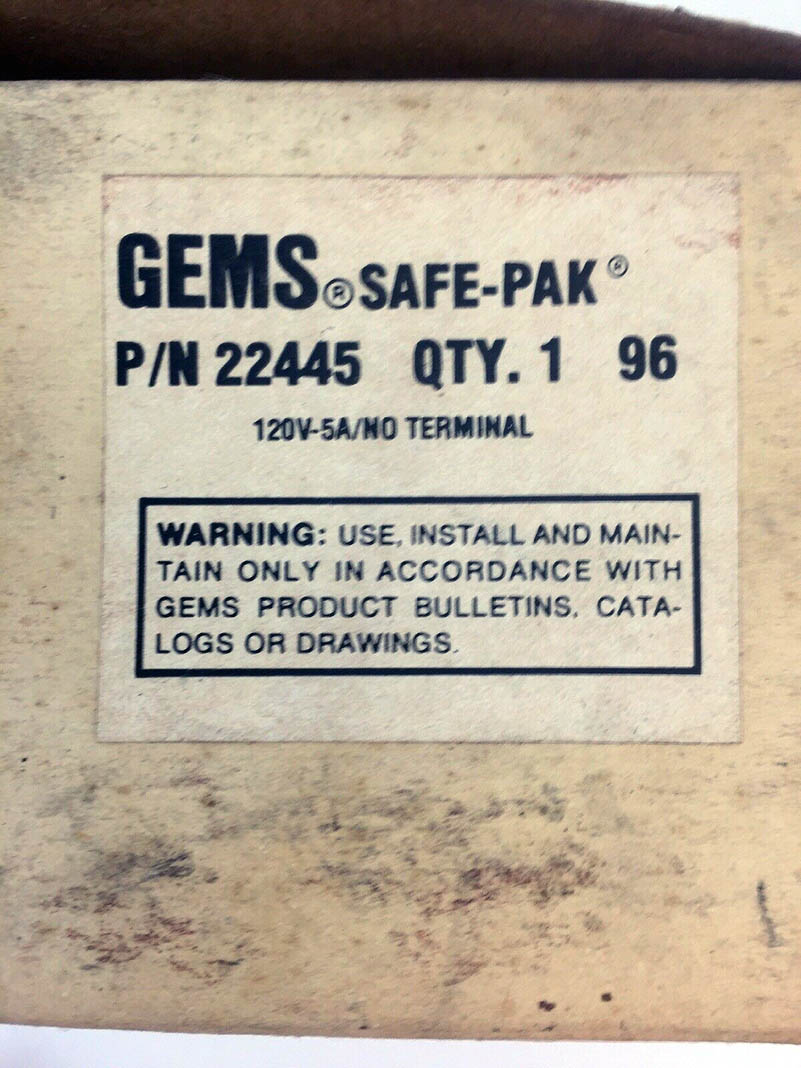 GEMS® SAFE-PAK®
P/N 22445 QTY. 1 96
120V-5A/NO TERMINAL
WARNING: USE, INSTALL AND MAIN-
TAIN ONLY IN ACCORDANCE WITH
GEMS PRODUCT BULLETINS, CATA-
LOGS OR DRAWINGS.